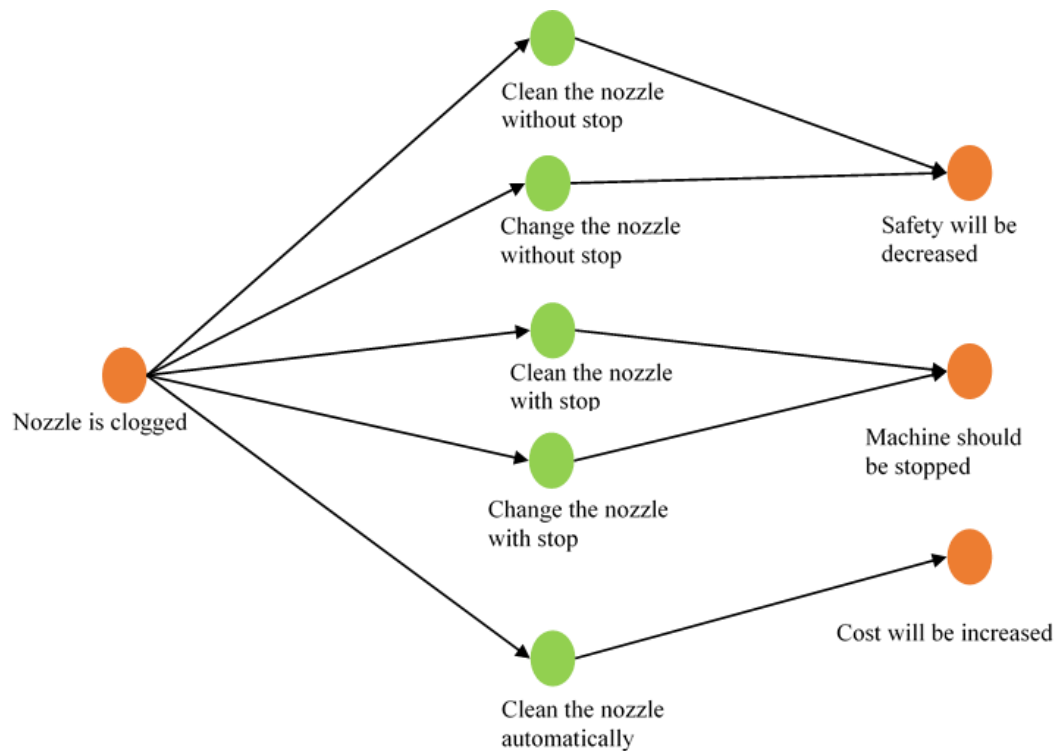 Clean the nozzle
without stop
Change the nozzle
without stop
Safety will be
decreased
Clean the nozzle
with stop
Nozzle is clogged
Machine should
be stopped
Change the nozzle
with stop
Cost will be increased
Clean the nozzle
automatically